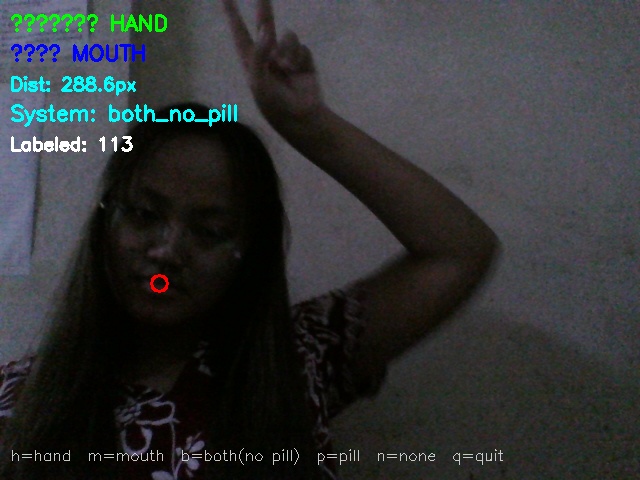 ??????? HAND
???? MOUTH
Dist: 288.6px
System: both_no_pill
Labeled: 113
h=hand m=mouth b=both(no pill) p=pill n=none q=quit